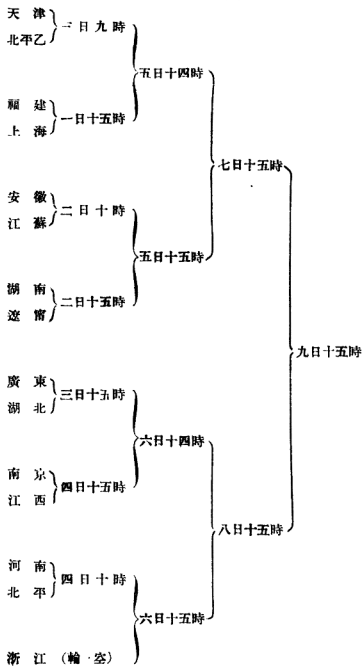 天津
一日九時
北平乙
五日十四時
福建
一日十五時
上海
七日十五時
安徽
二日十時
江蘇
五日十五時
湖南
二日十五時
遼甯
九日十五時
廣東
三日十五時
湖北
六日十四時
南京
四日十五時
江西
八日十五時
河南
四日十時
北平
六日十五時
浙江（輪空）